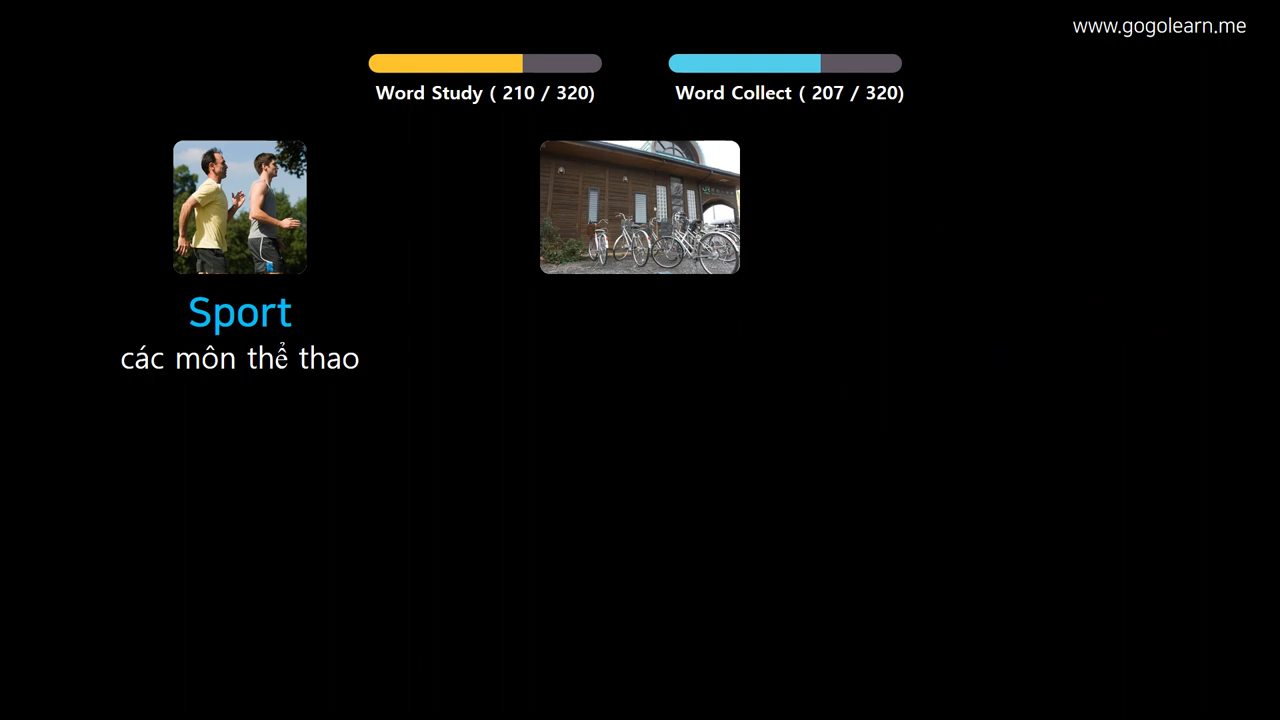 www.gogolearn.me
Word Study ( 210 / 320)
Word Collect ( 207 / 320)
Sport
các môn thể thao